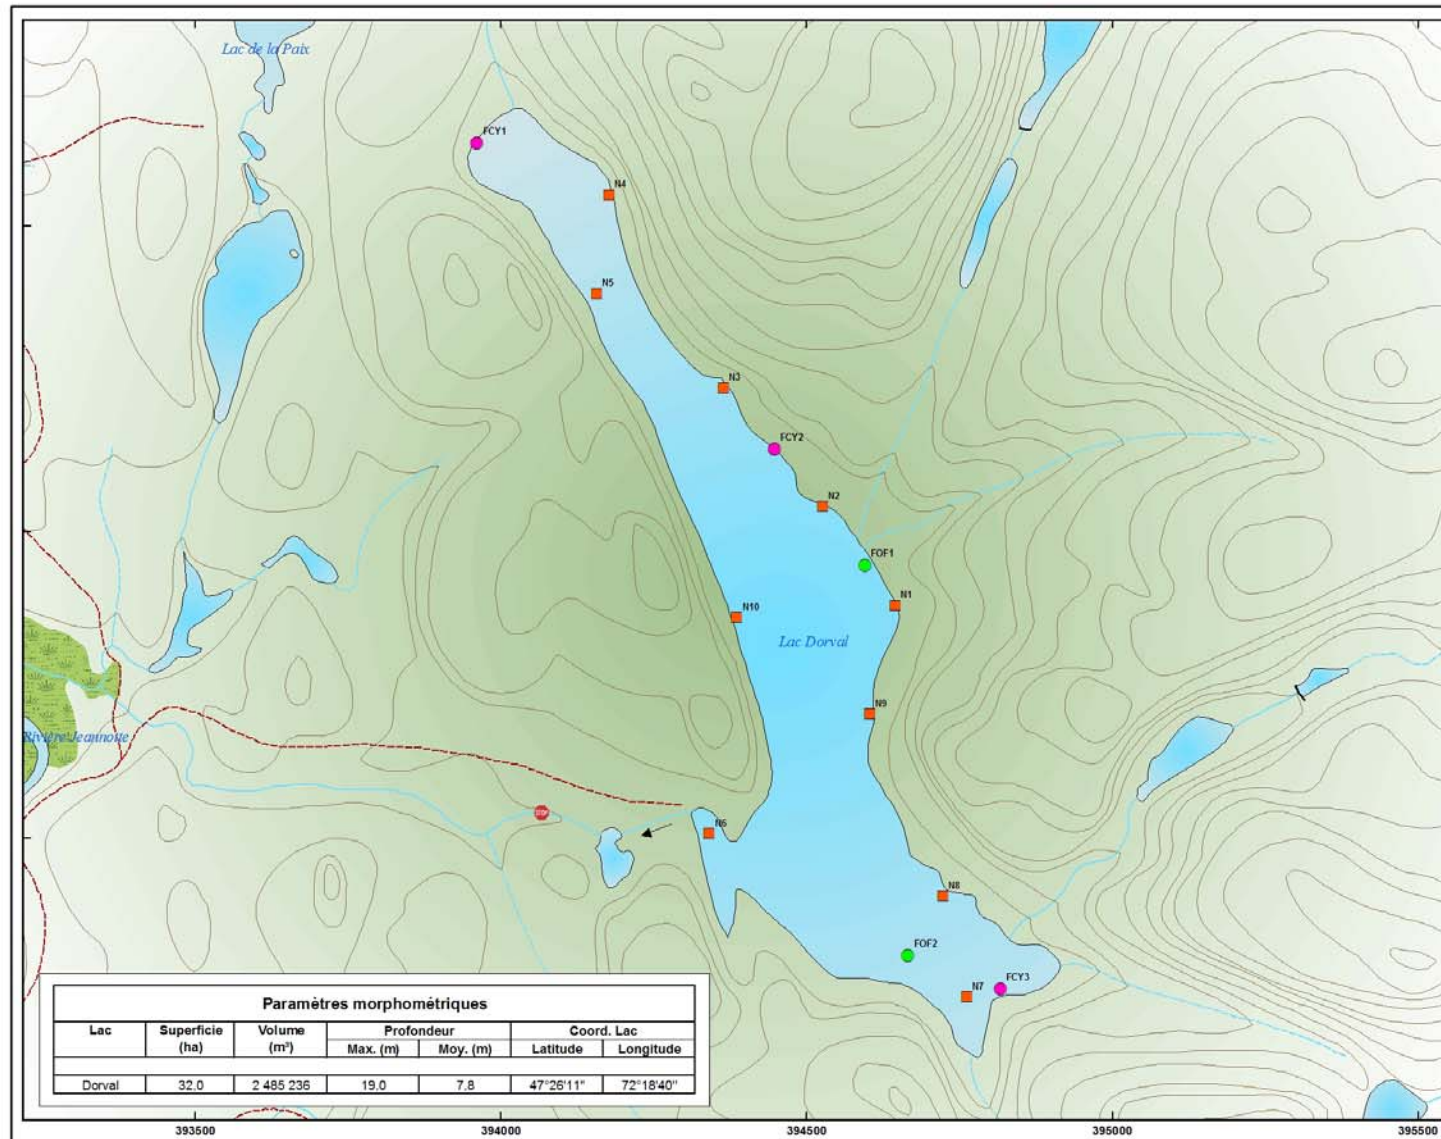 Lac de la Paix
FCY1
N4
N5
N3
FCY2
N2
FOF1
N1
N10
Lac Dorval
N9
Rivière Jeannotte
STOP
N6
N8
FOF2
FCY3
N7
Paramètres morphométriques
Lac Superficie (ha) Volume (m³) Profondeur Coord. Lac
Max. (m) Moy. (m) Latitude Longitude
Dorval 32.0 2 485 236 19.0 7.8 47°26'11" 72°18'40"
393500 394000 394500 395000 395500